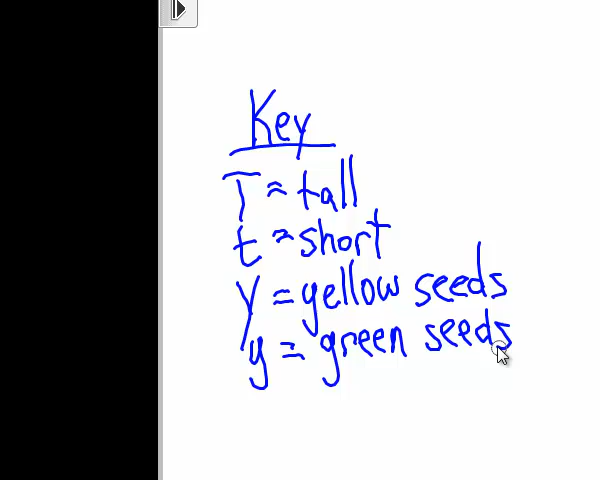 Key
T = tall
t = short
Y = yellow seeds
y = green seeds